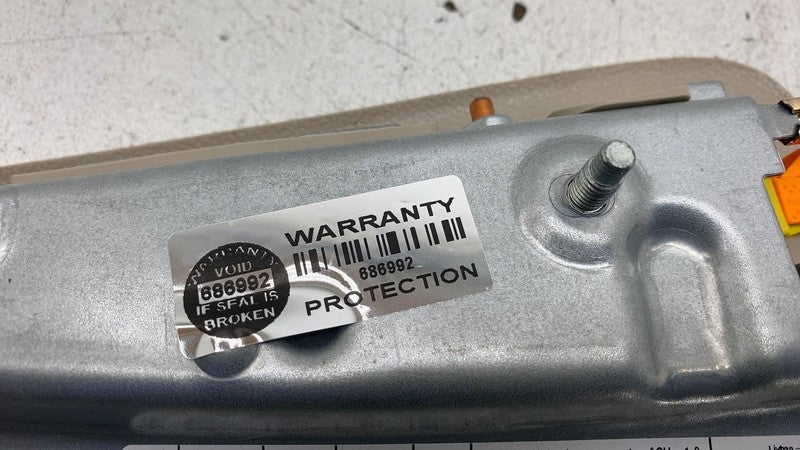 WARRANTY
VOID
686992
IF SEAL IS
BROKEN
WARRANTY
686992
PROTECTION